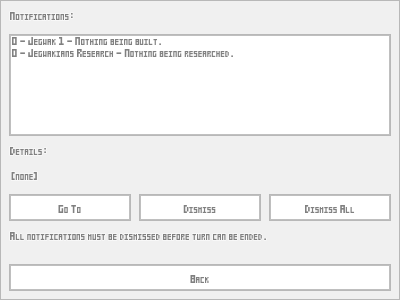 Notifications:
0 - Jegwak 1 - Nothing being built.
0 - Jegwakians Research - Nothing being researched.
Details:
[none]
Go To
Dismiss
Dismiss All
All notifications must be dismissed before turn can be ended.
Back